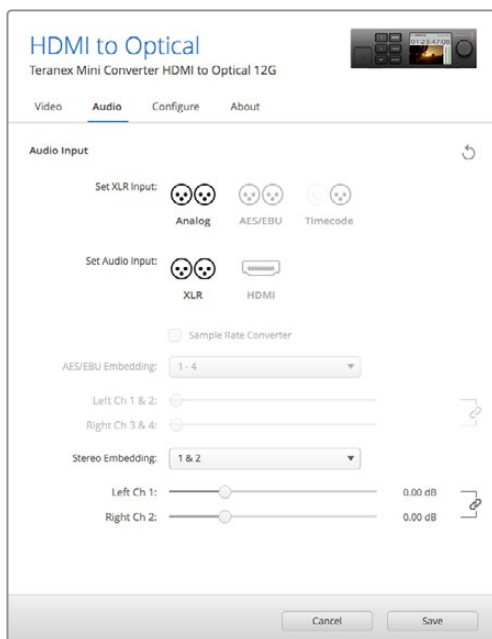 HDMI to Optical
Teranex Mini Converter HDMI to Optical 12G
Video Audio Configure About
Audio Input
Set XLR Input:
Analog AES/EBU Timecode
Set Audio Input:
XLR HDMI
Sample Rate Converter
AES/EBU Embedding: 1 - 4
Left Ch 1 & 2:
Right Ch 3 & 4:
Stereo Embedding: 1 & 2
Left Ch 1: 0.00 dB
Right Ch 2: 0.00 dB
Cancel Save